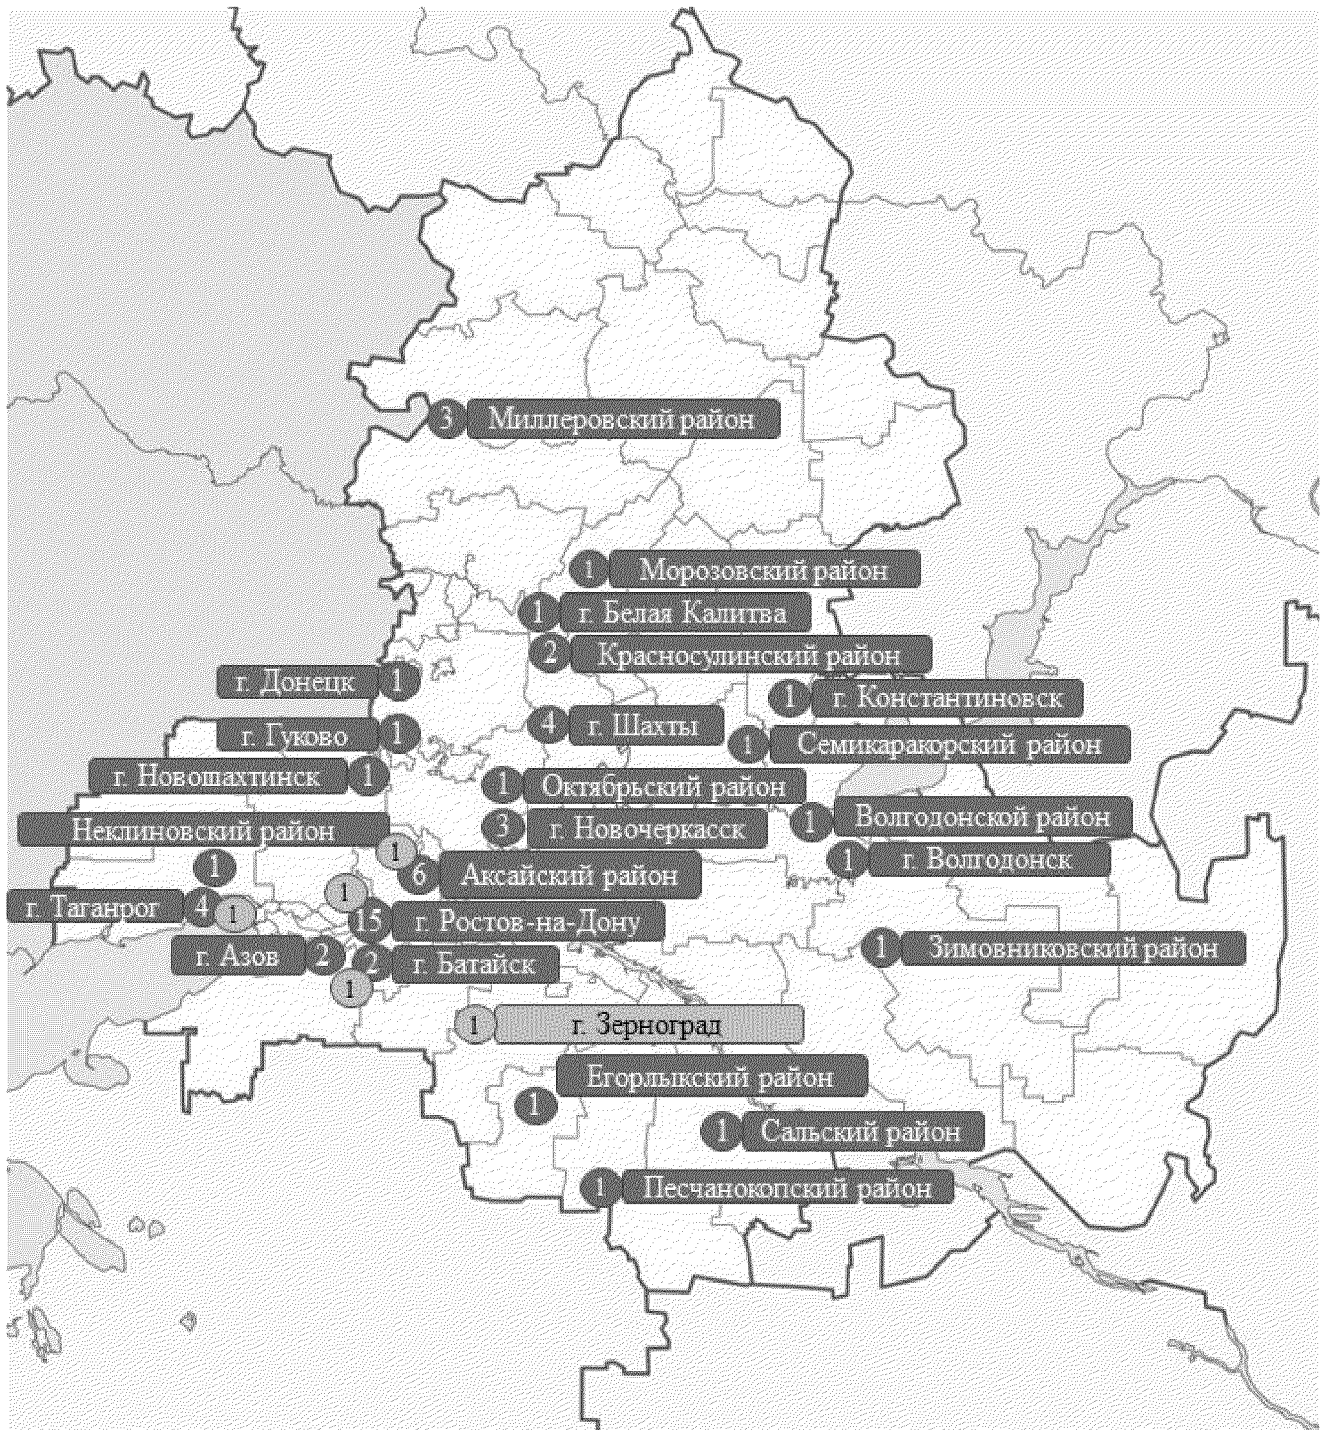 3 Миллеровский район
1 Морозовский район
1 г. Белая Калитва
2 Красносулинский район
г. Донецк 1
1 г. Константиновск
4 г. Шахты
г. Гуково 1
1 Семикаракорский район
г. Новошахтинск 1
1 Октябрьский район
1 Волгодонской район
Неклиновский район
1
3 г. Новочеркасск
1
1 г. Волгодонск
6 Аксайский район
г. Таганрог 4
1
1
15 г. Ростов-на-Дону
г. Азов 2
2 г. Батайск
1
1 Зимовниковский район
1 г. Зерноград
Егорлыкский район
1
1 Сальский район
1 Песчанокопский район